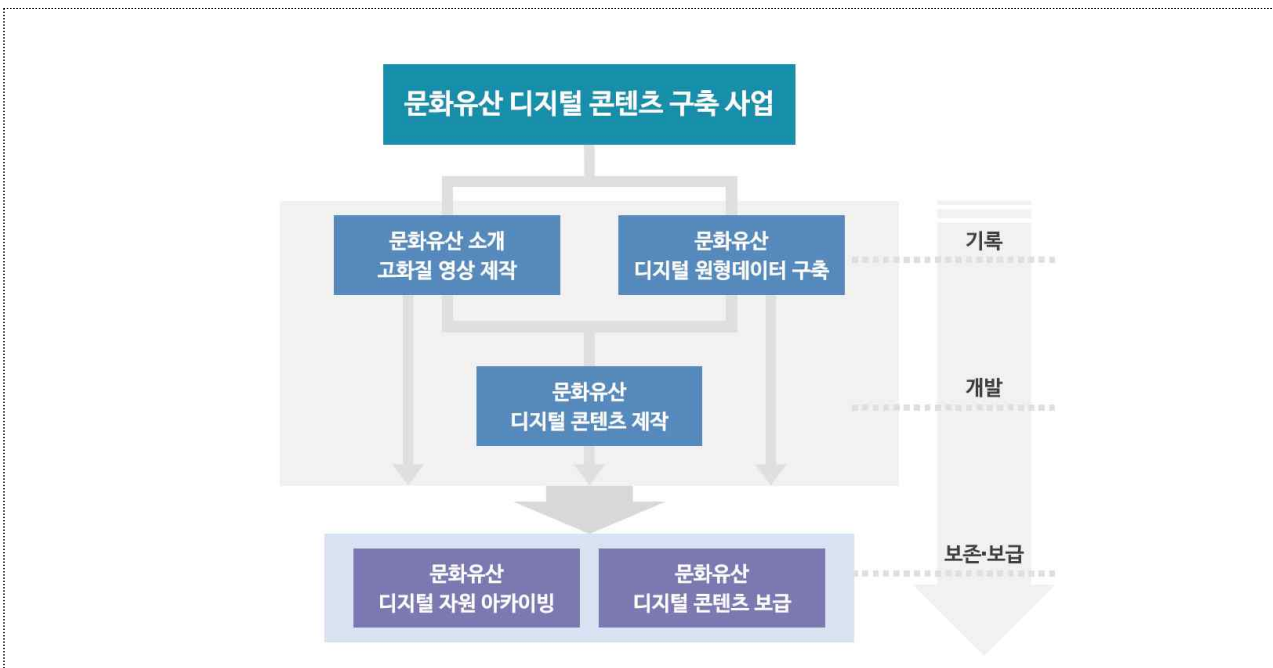 문화유산 디지털 콘텐츠 구축 사업
문화유산 소개
고화질 영상 제작
문화유산
디지털 원형데이터 구축
기록
문화유산
디지털 콘텐츠 제작
개발
문화유산
디지털 자원 아카이빙
문화유산
디지털 콘텐츠 보급
보존·보급